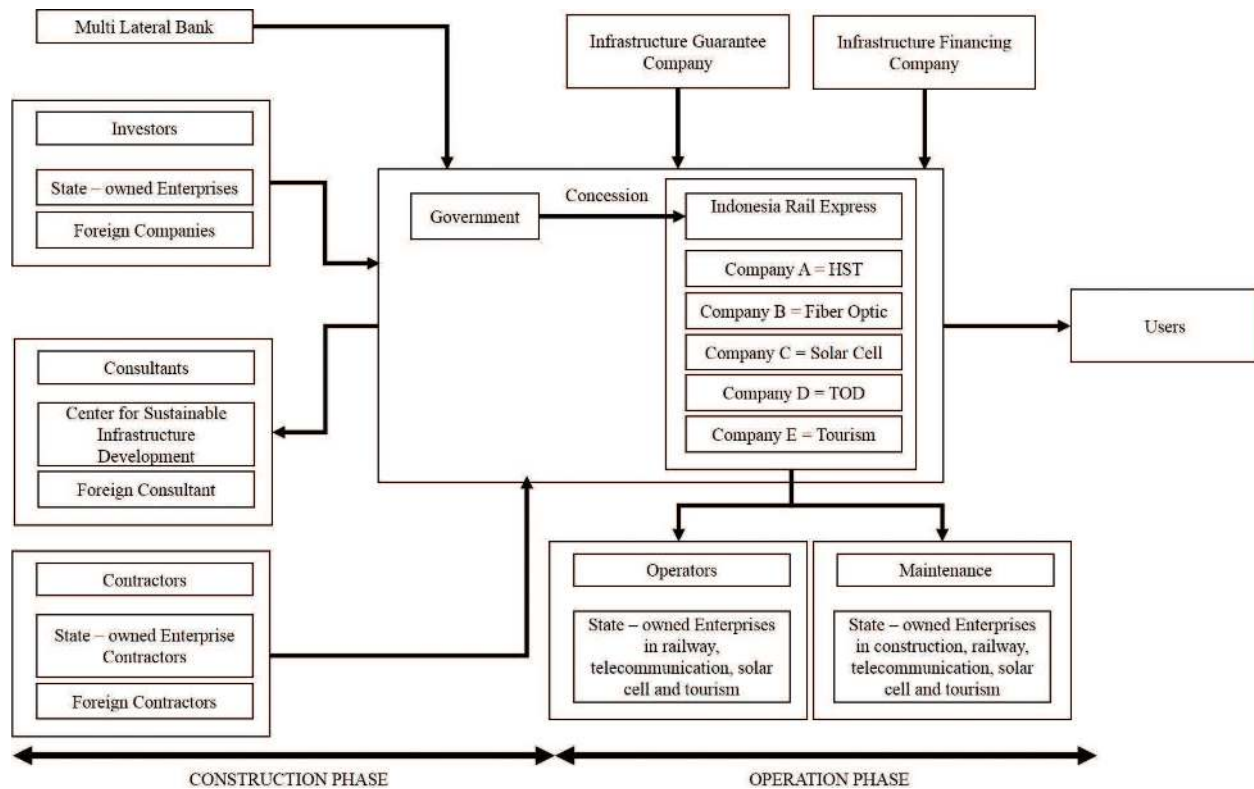 Multi Lateral Bank
Infrastructure Guarantee
Company
Infrastructure Financing
Company
Investors
State – owned Enterprises
Foreign Companies
Government
Concession
Indonesia Rail Express
Company A = HST
Company B = Fiber Optic
Company C = Solar Cell
Company D = TOD
Company E = Tourism
Users
Consultants
Center for Sustainable
Infrastructure
Development
Foreign Consultant
Contractors
State – owned Enterprise
Contractors
Foreign Contractors
Operators
State – owned Enterprises
in railway,
telecommunication, solar
cell and tourism
Maintenance
State – owned Enterprises
in construction, railway,
telecommunication, solar
cell and tourism
CONSTRUCTION PHASE
OPERATION PHASE